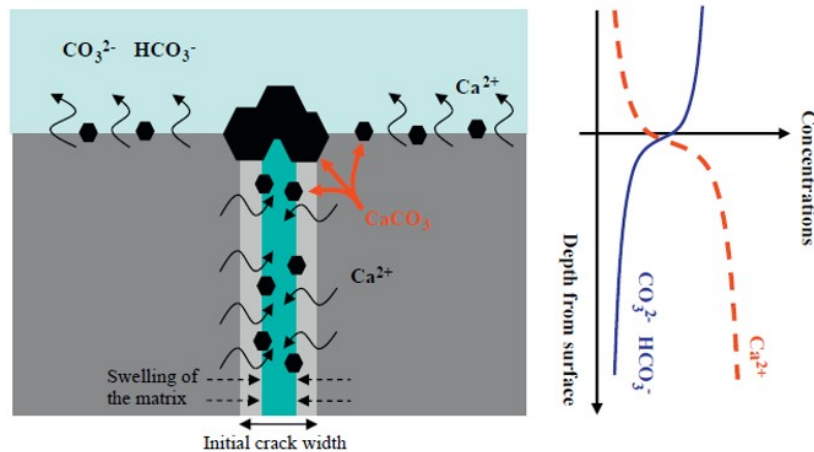 CO₃²⁻ HCO₃⁻
Ca²⁺
CaCO₃
Ca²⁺
Swelling of
the matrix
Initial crack width
Concentrations
Depth from surface
CO₃²⁻ HCO₃⁻
Ca²⁺